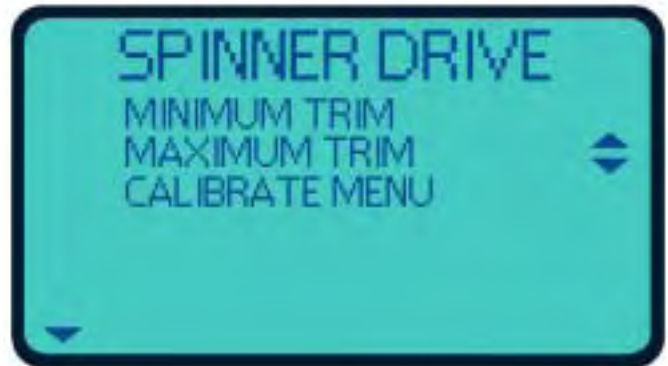 SPINNER DRIVE
MINIMUM TRIM
MAXIMUM TRIM
CALIBRATE MENU